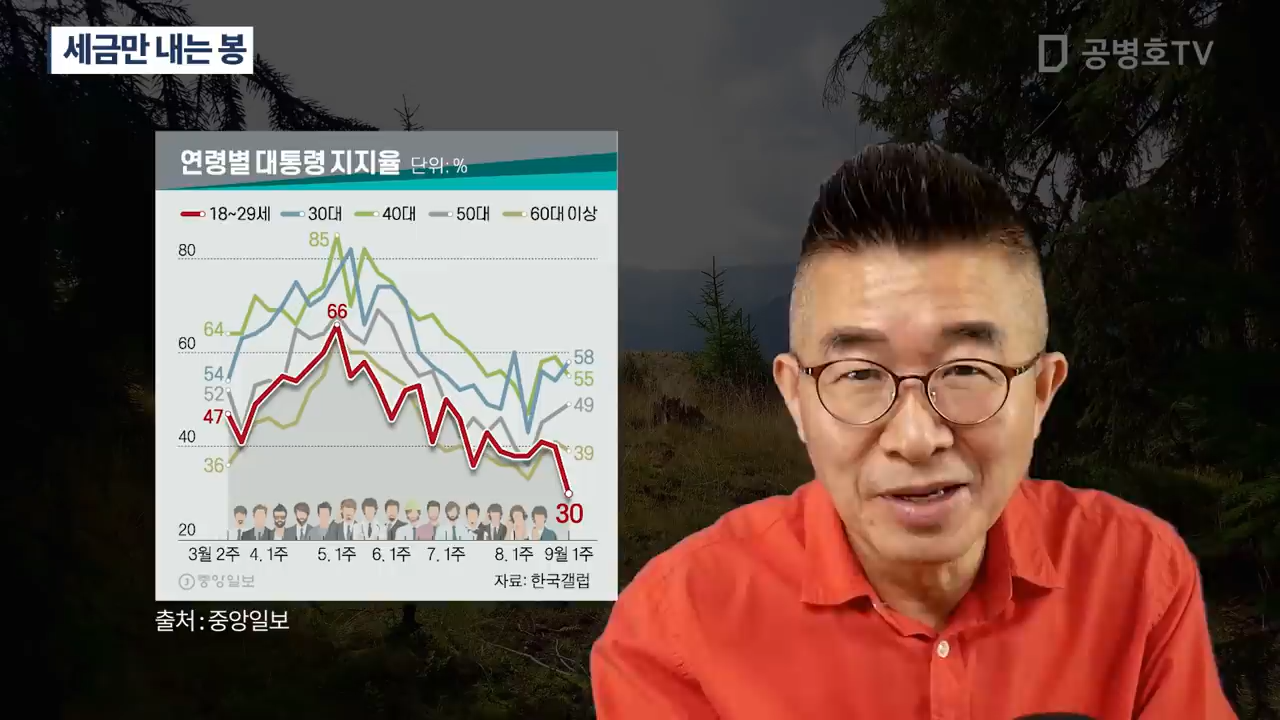 세금만 내는 봉
공병호TV
연령별 대통령 지지율 단위: %
18~29세 30대 40대 50대 60대 이상
85
80
66
64
60
58
54
55
52
49
47
40
39
36
30
20
3월 2주 4. 1주 5. 1주 6. 1주 7. 1주 8. 1주 9월 1주
중앙일보 자료: 한국갤럽
출처 : 중앙일보